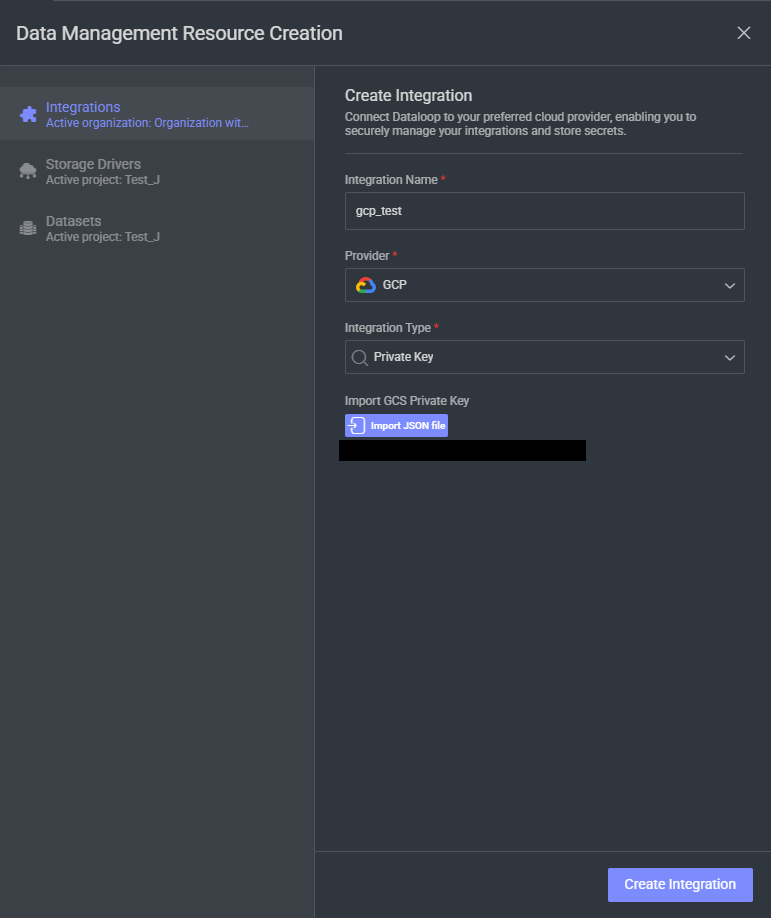 Data Management Resource Creation
Integrations
Active organization: Organization wit...
Storage Drivers
Active project: Test_J
Datasets
Active project: Test_J
Create Integration
Connect Dataloop to your preferred cloud provider, enabling you to
securely manage your integrations and store secrets.
Integration Name *
gcp_test
Provider *
GCP
Integration Type *
Private Key
Import GCS Private Key
Import JSON file
Create Integration